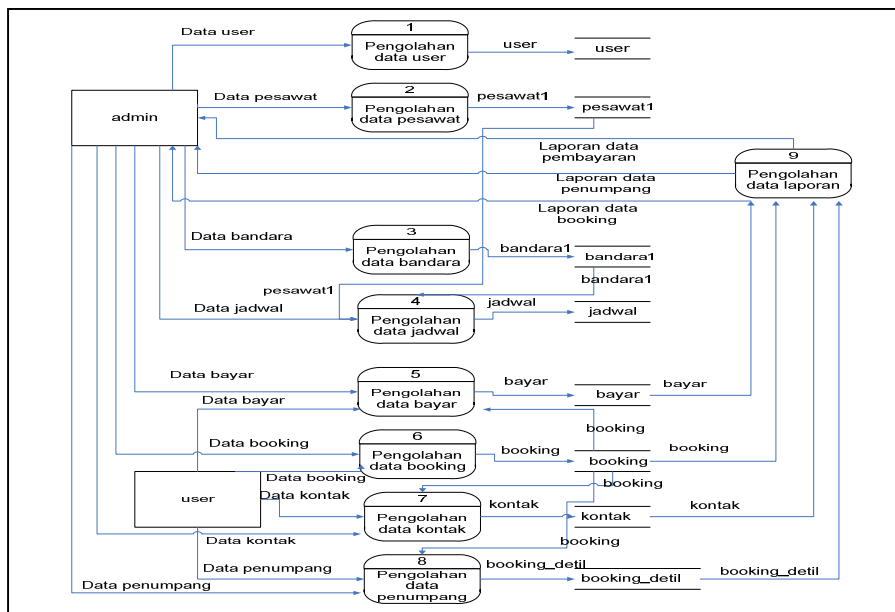 Data user
1
Pengolahan
data user
user
user
admin
Data pesawat
2
Pengolahan
data pesawat
pesawat1
pesawat1
Laporan data
pembayaran
Laporan data
penumpang
Laporan data
booking
9
Pengolahan
data laporan
Data bandara
3
Pengolahan
data bandara
bandara1
bandara1
bandara1
pesawat1
Data jadwal
4
Pengolahan
data jadwal
jadwal
jadwal
Data bayar
Data bayar
5
Pengolahan
data bayar
bayar
bayar
bayar
booking
Data booking
6
Pengolahan
data booking
booking
booking
booking
Data booking
booking
user
Data kontak
7
Pengolahan
data kontak
kontak
kontak
kontak
Data kontak
booking
Data penumpang
Data penumpang
8
Pengolahan
data
penumpang
booking_detil
booking_detil
booking_detil